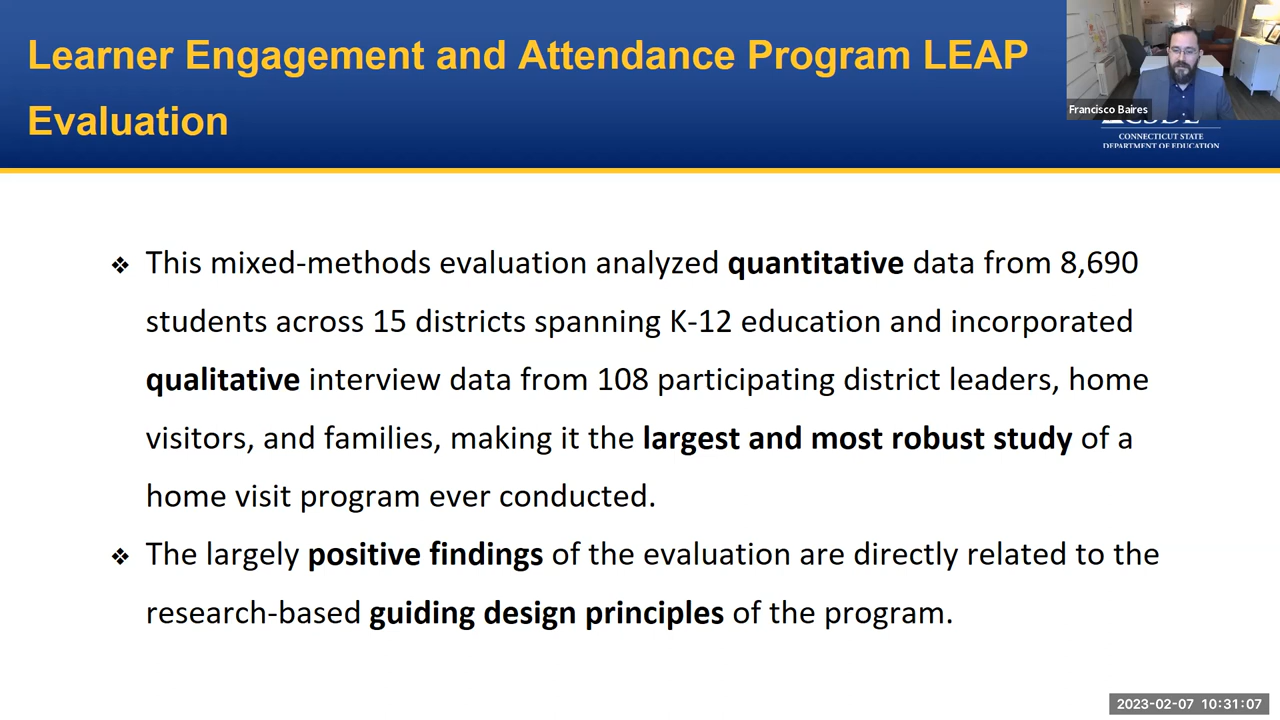 Learner Engagement and Attendance Program LEAP
Evaluation
Francisco Baires
CSDE
CONNECTICUT STATE
DEPARTMENT OF EDUCATION
❖ This mixed-methods evaluation analyzed quantitative data from 8,690
students across 15 districts spanning K-12 education and incorporated
qualitative interview data from 108 participating district leaders, home
visitors, and families, making it the largest and most robust study of a
home visit program ever conducted.
❖ The largely positive findings of the evaluation are directly related to the
research-based guiding design principles of the program.
2023-02-07 10:31:07